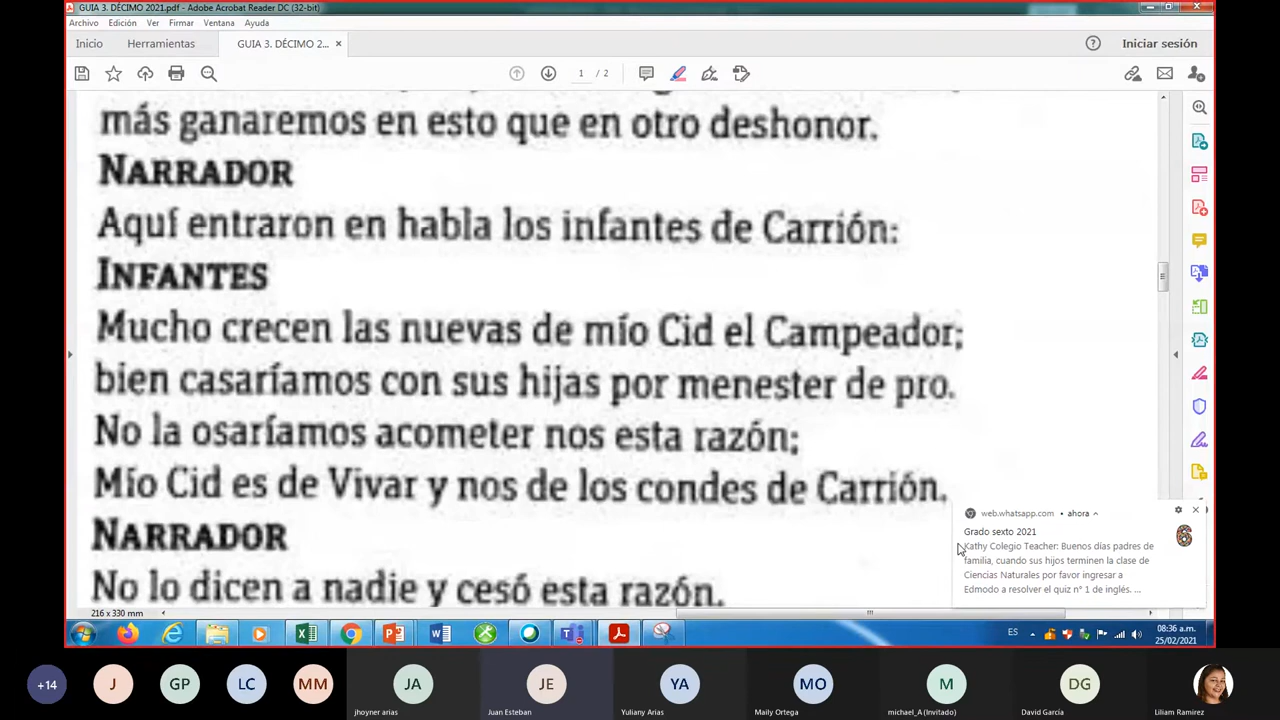 GUIA 3. DÉCIMO 2021.pdf - Adobe Acrobat Reader DC (32-bit)
Archivo Edición Ver Firmar Ventana Ayuda
Inicio Herramientas GUIA 3. DÉCIMO 2... × Iniciar sesión
1 / 2
más ganaremos en esto que en otro deshonor.
NARRADOR
Aquí entraron en habla los infantes de Carrión:
INFANTES
Mucho crecen las nuevas de mío Cid el Campeador;
bien casaríamos con sus hijas por menester de pro.
No la osaríamos acometer nos esta razón;
Mío Cid es de Vivar y nos de los condes de Carrión.
NARRADOR
No lo dicen a nadie y cesó esta razón.
web.whatsapp.com • ahora
Grado sexto 2021
Kathy Colegio Teacher: Buenos días padres de
familia, cuando sus hijos terminen la clase de
Ciencias Naturales por favor ingresar a
Edmodo a resolver el quiz n° 1 de inglés. ...
216 x 330 mm
ES
08:36 a.m.
25/02/2021
+14 J GP LC MM JA JE YA MO M DG
jhoyner arias Juan Esteban Yuliany Arias Maily Ortega michael_A (Invitado) David García Liliam Ramirez